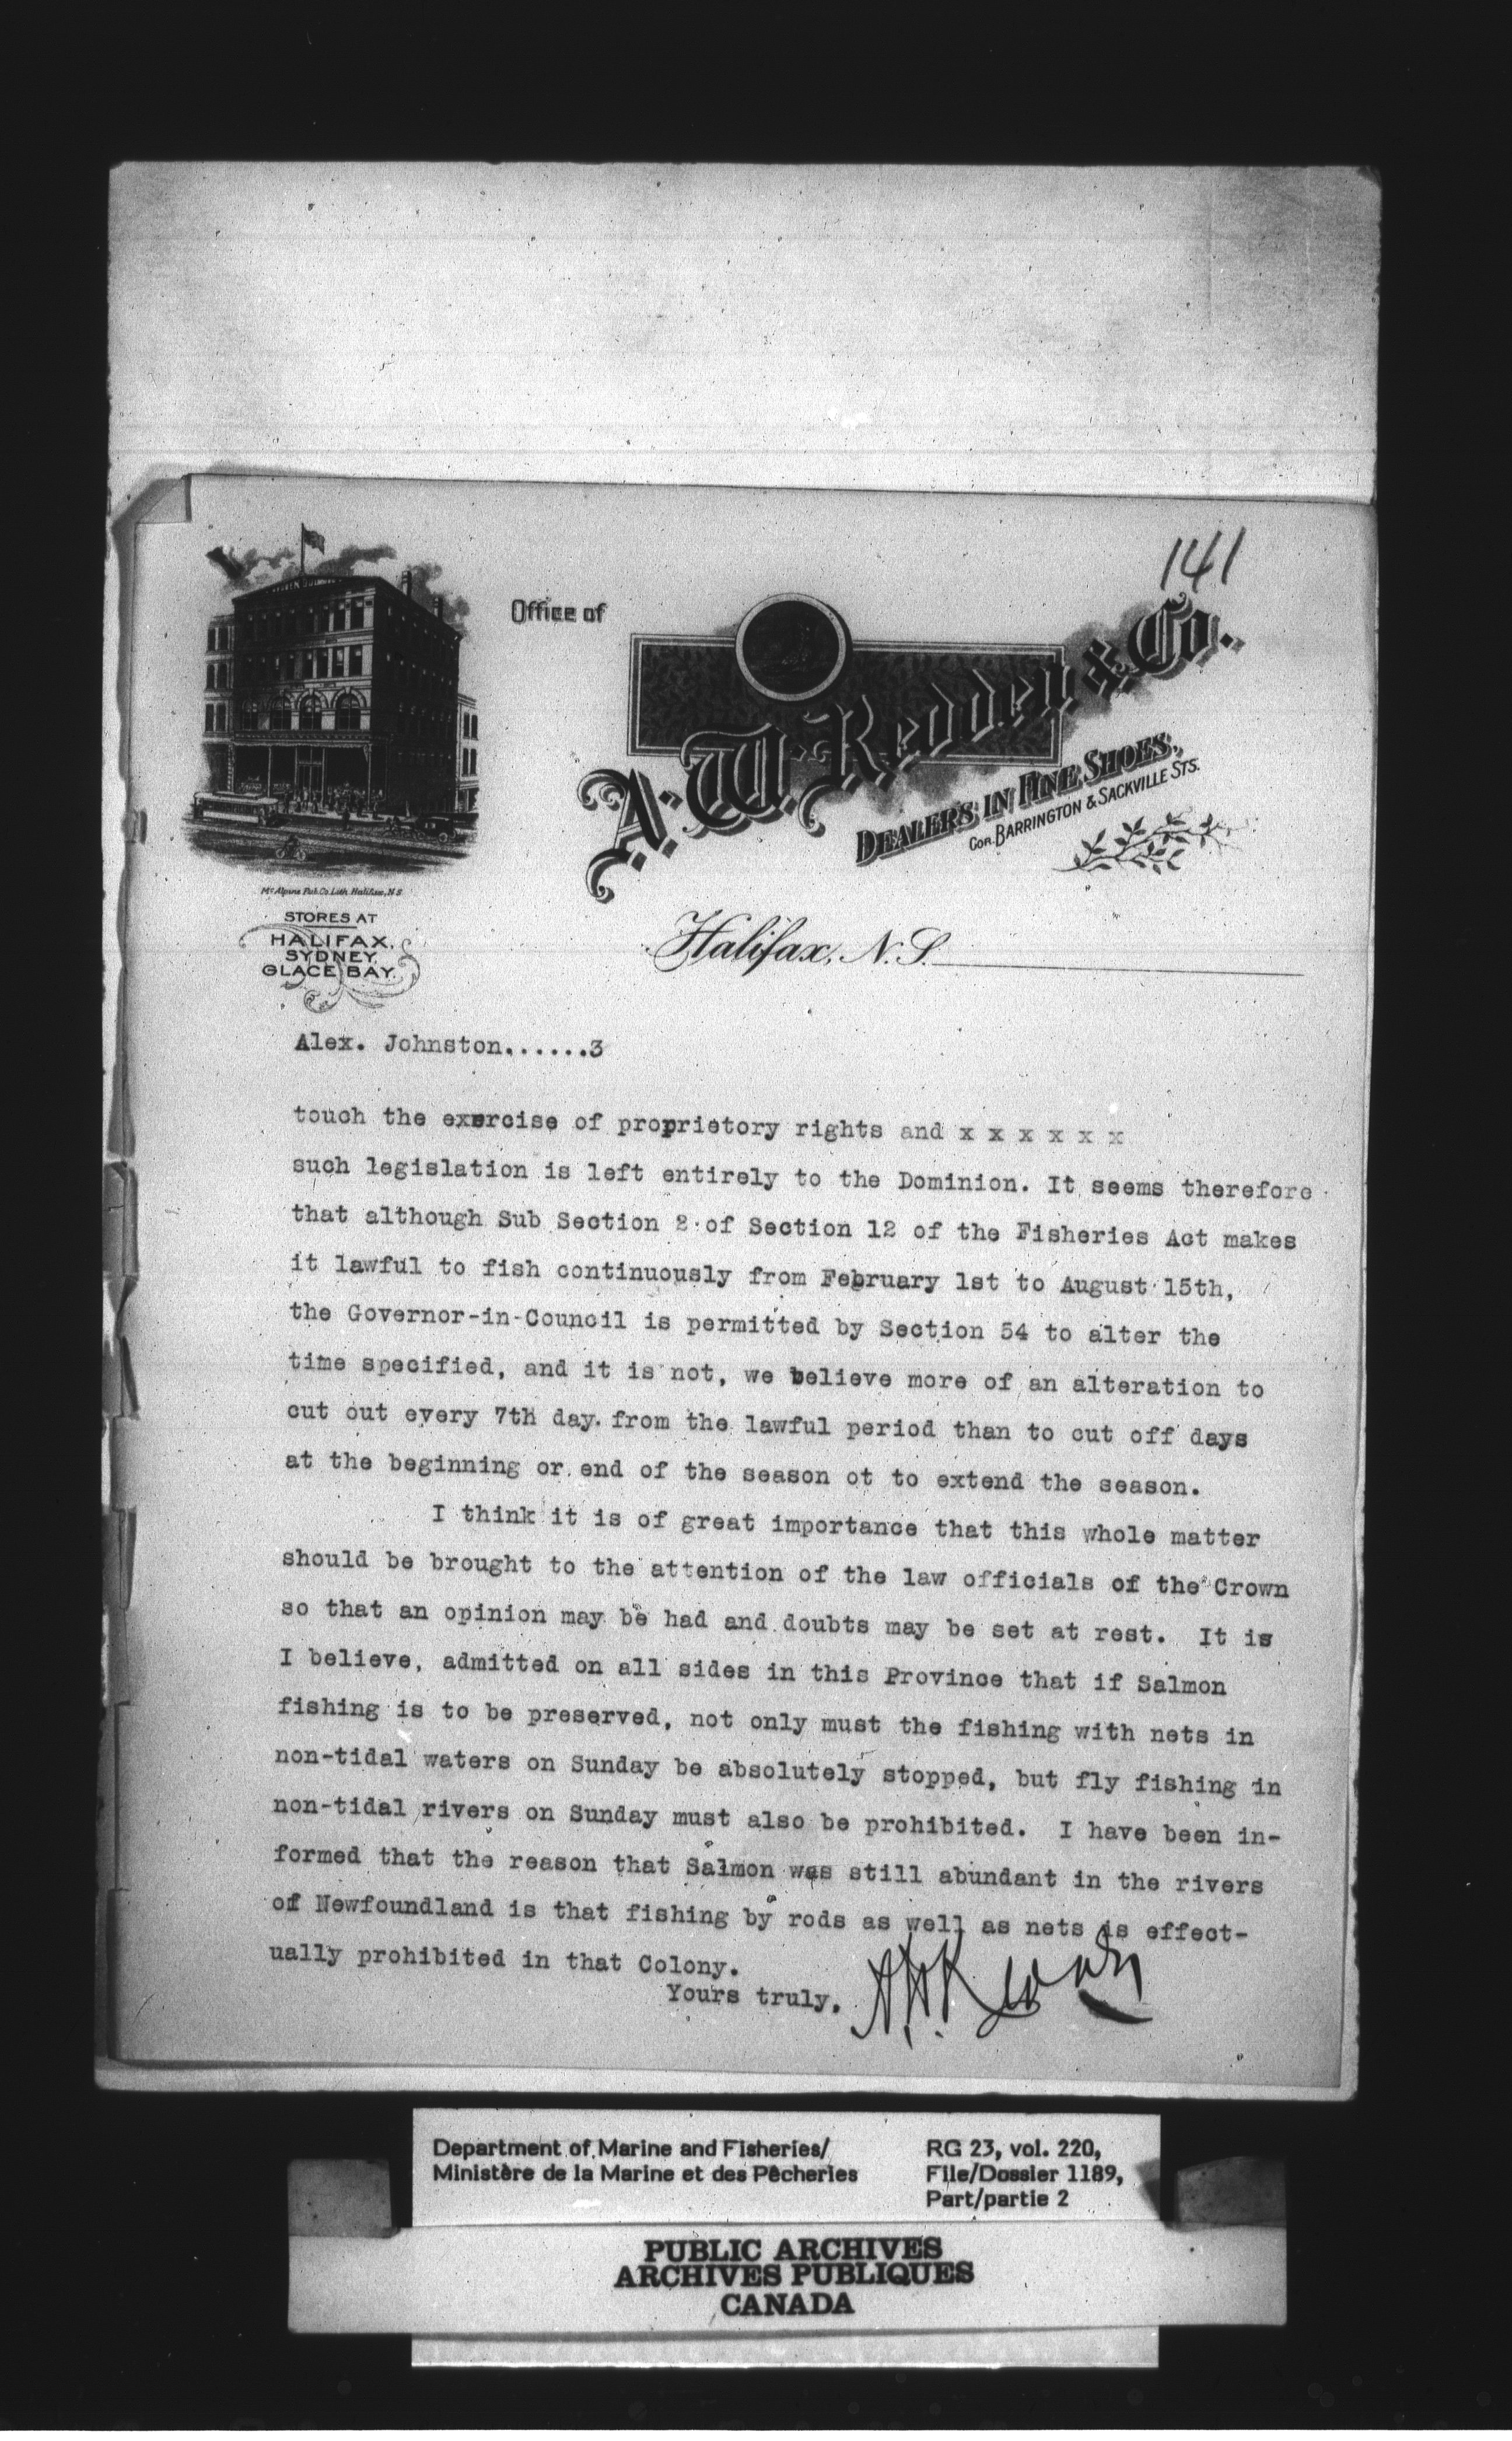 141
Office of
A. W. Redden & Co.
DEALERS IN FINE SHOES,
COR. BARRINGTON & SACKVILLE STS.
McAlpine Pub. Co. Lith. Halifax, N.S.
STORES AT
HALIFAX,
SYDNEY,
GLACE BAY.
Halifax, N. S.
Alex. Johnston......3
touch the exercise of proprietory rights and x x x x x x
such legislation is left entirely to the Dominion. It seems therefore
that although Sub Section 2 of Section 12 of the Fisheries Act makes
it lawful to fish continuously from February 1st to August 15th,
the Governor-in-Council is permitted by Section 54 to alter the
time specified, and it is not, we believe more of an alteration to
cut out every 7th day. from the lawful period than to cut off days
at the beginning or end of the season ot to extend the season.
I think it is of great importance that this whole matter
should be brought to the attention of the law officials of the Crown
so that an opinion may be had and doubts may be set at rest. It is
I believe, admitted on all sides in this Province that if Salmon
fishing is to be preserved, not only must the fishing with nets in
non-tidal waters on Sunday be absolutely stopped, but fly fishing in
non-tidal rivers on Sunday must also be prohibited. I have been in-
formed that the reason that Salmon was still abundant in the rivers
of Newfoundland is that fishing by rods as well as nets is effect-
ually prohibited in that Colony.
Yours truly,
Department of Marine and Fisheries/
Ministère de la Marine et des Pêcheries
RG 23, vol. 220,
File/Dossier 1189,
Part/partie 2
PUBLIC ARCHIVES
ARCHIVES PUBLIQUES
CANADA